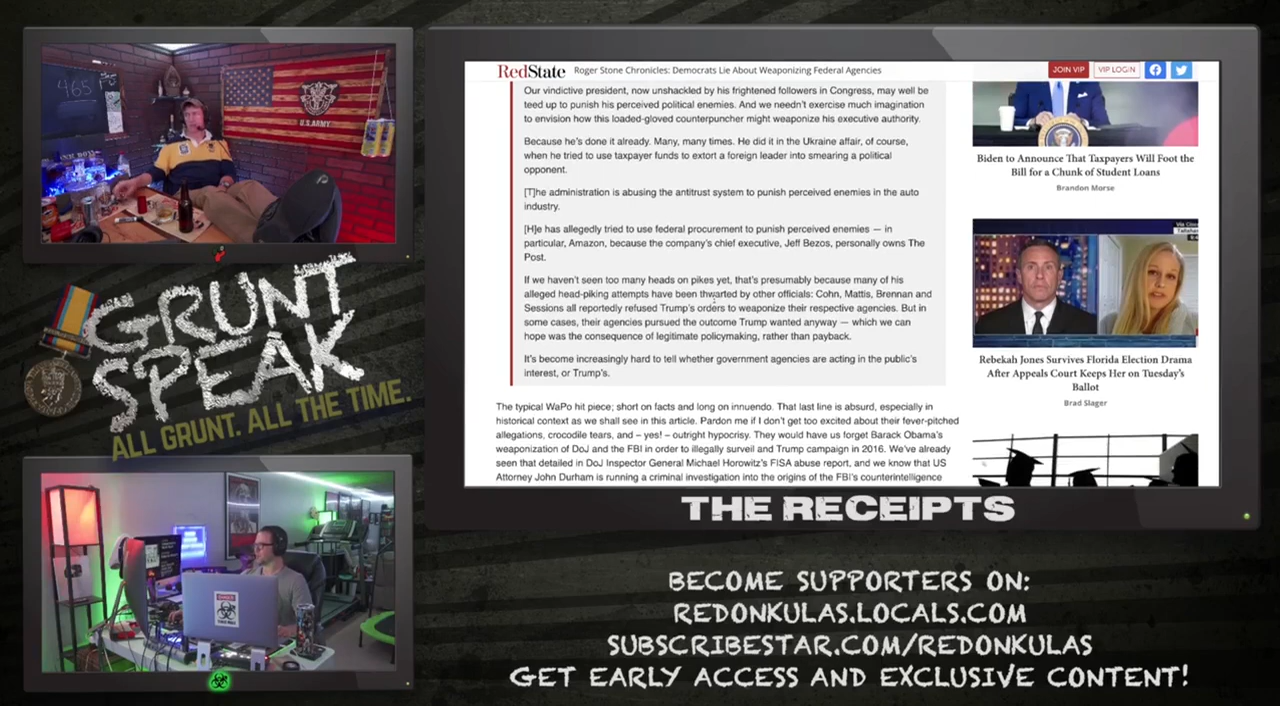 465
U.S. ARMY
GRUNT
SPEAK
ALL GRUNT. ALL THE TIME.
RedState
Roger Stone Chronicles: Democrats Lie About Weaponizing Federal Agencies
JOIN VIP
VIP LOGIN
Our vindictive president, now unshackled by his frightened followers in Congress, may well be
teed up to punish his perceived political enemies. And we needn't exercise much imagination
to envision how this loaded-gloved counterpuncher might weaponize his executive authority.
Because he's done it already. Many, many times. He did it in the Ukraine affair, of course,
when he tried to use taxpayer funds to extort a foreign leader into smearing a political
opponent.
[T]he administration is abusing the antitrust system to punish perceived enemies in the auto
industry.
[H]e has allegedly tried to use federal procurement to punish perceived enemies — in
particular, Amazon, because the company's chief executive, Jeff Bezos, personally owns The
Post.
If we haven't seen too many heads on pikes yet, that's presumably because many of his
alleged head-piking attempts have been thwarted by other officials: Cohn, Mattis, Brennan and
Sessions all reportedly refused Trump's orders to weaponize their respective agencies. But in
some cases, their agencies pursued the outcome Trump wanted anyway — which we can
hope was the consequence of legitimate policymaking, rather than payback.
It's become increasingly hard to tell whether government agencies are acting in the public's
interest, or Trump's.
The typical WaPo hit piece; short on facts and long on innuendo. That last line is absurd, especially in
historical context as we shall see in this article. Pardon me if I don't get too excited about their fever-pitched
allegations, crocodile tears, and – yes! – outright hypocrisy. They would have us forget Barack Obama's
weaponization of DoJ and the FBI in order to illegally surveil and Trump campaign in 2016. We've already
seen that detailed in DoJ Inspector General Michael Horowitz's FISA abuse report, and we know that US
Attorney John Durham is running a criminal investigation into the origins of the FBI's counterintelligence
Biden to Announce That Taxpayers Will Foot the
Bill for a Chunk of Student Loans
Brandon Morse
Rebekah Jones Survives Florida Election Drama
After Appeals Court Keeps Her on Tuesday's
Ballot
Brad Slager
THE RECEIPTS
BECOME SUPPORTERS ON:
REDONKULAS.LOCALS.COM
SUBSCRIBESTAR.COM/REDONKULAS
GET EARLY ACCESS AND EXCLUSIVE CONTENT!